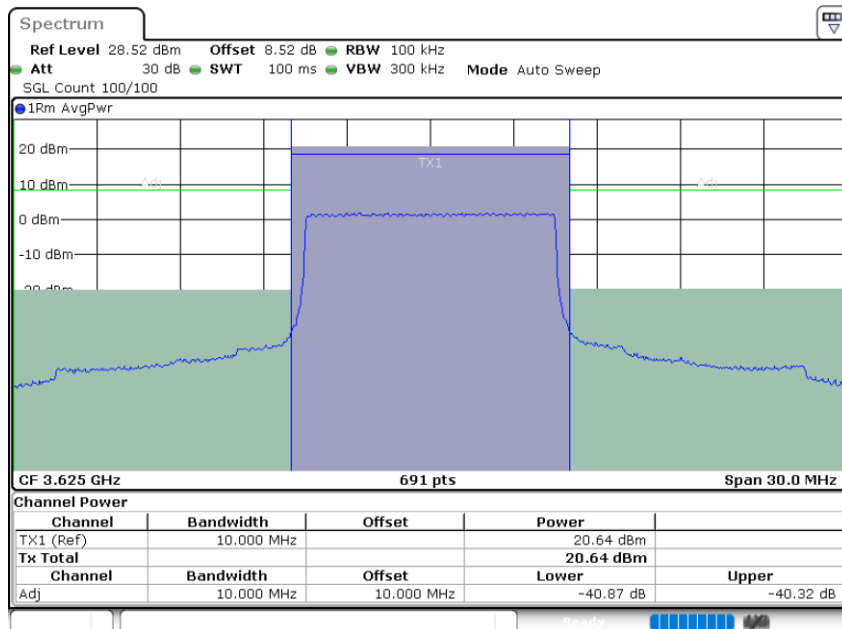 Spectrum
Ref Level 28.52 dBm Offset 8.52 dB RBW 100 kHz
Att 30 dB SWT 100 ms VBW 300 kHz Mode Auto Sweep
SGL Count 100/100
1Rm AvgPwr
20 dBm
TX1
Adj Adj
10 dBm
0 dBm
-10 dBm
-20 dBm
CF 3.625 GHz 691 pts Span 30.0 MHz
Channel Power
Channel Bandwidth Offset Power
TX1 (Ref) 10.000 MHz 20.64 dBm
Tx Total 20.64 dBm
Channel Bandwidth Offset Lower Upper
Adj 10.000 MHz 10.000 MHz -40.87 dB -40.32 dB
Ready